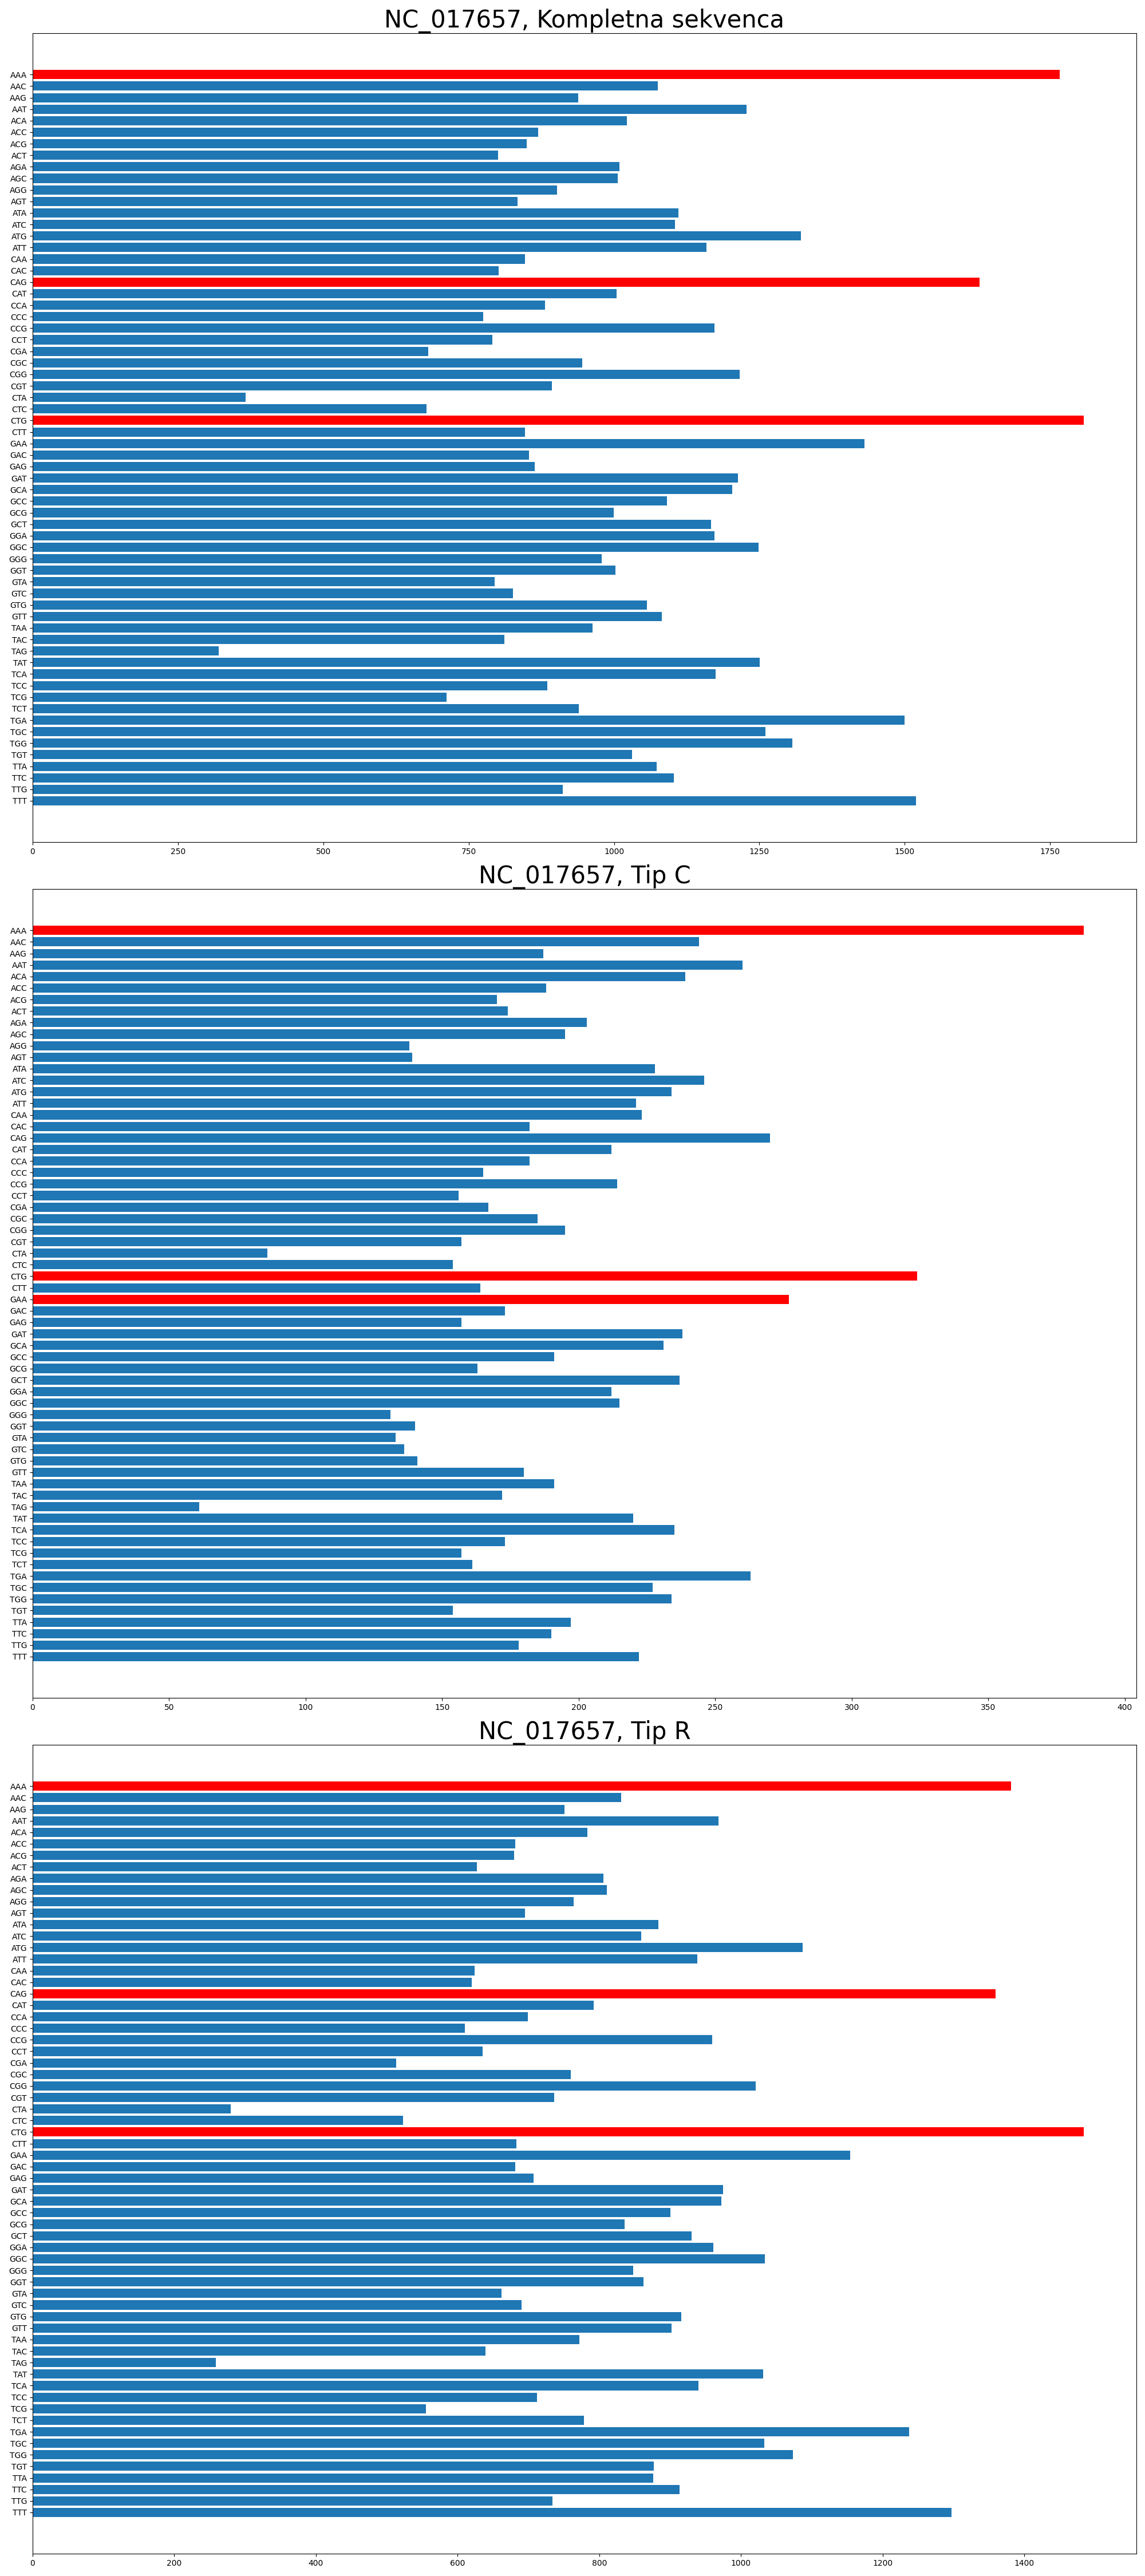 NC_017657, Kompletna sekvenca
AAA
AAC
AAG
AAT
ACA
ACC
ACG
ACT
AGA
AGC
AGG
AGT
ATA
ATC
ATG
ATT
CAA
CAC
CAG
CAT
CCA
CCC
CCG
CCT
CGA
CGC
CGG
CGT
CTA
CTC
CTG
CTT
GAA
GAC
GAG
GAT
GCA
GCC
GCG
GCT
GGA
GGC
GGG
GGT
GTA
GTC
GTG
GTT
TAA
TAC
TAG
TAT
TCA
TCC
TCG
TCT
TGA
TGC
TGG
TGT
TTA
TTC
TTG
TTT
0 250 500 750 1000 1250 1500 1750
NC_017657, Tip C
AAA
AAC
AAG
AAT
ACA
ACC
ACG
ACT
AGA
AGC
AGG
AGT
ATA
ATC
ATG
ATT
CAA
CAC
CAG
CAT
CCA
CCC
CCG
CCT
CGA
CGC
CGG
CGT
CTA
CTC
CTG
CTT
GAA
GAC
GAG
GAT
GCA
GCC
GCG
GCT
GGA
GGC
GGG
GGT
GTA
GTC
GTG
GTT
TAA
TAC
TAG
TAT
TCA
TCC
TCG
TCT
TGA
TGC
TGG
TGT
TTA
TTC
TTG
TTT
0 50 100 150 200 250 300 350 400
NC_017657, Tip R
AAA
AAC
AAG
AAT
ACA
ACC
ACG
ACT
AGA
AGC
AGG
AGT
ATA
ATC
ATG
ATT
CAA
CAC
CAG
CAT
CCA
CCC
CCG
CCT
CGA
CGC
CGG
CGT
CTA
CTC
CTG
CTT
GAA
GAC
GAG
GAT
GCA
GCC
GCG
GCT
GGA
GGC
GGG
GGT
GTA
GTC
GTG
GTT
TAA
TAC
TAG
TAT
TCA
TCC
TCG
TCT
TGA
TGC
TGG
TGT
TTA
TTC
TTG
TTT
0 200 400 600 800 1000 1200 1400